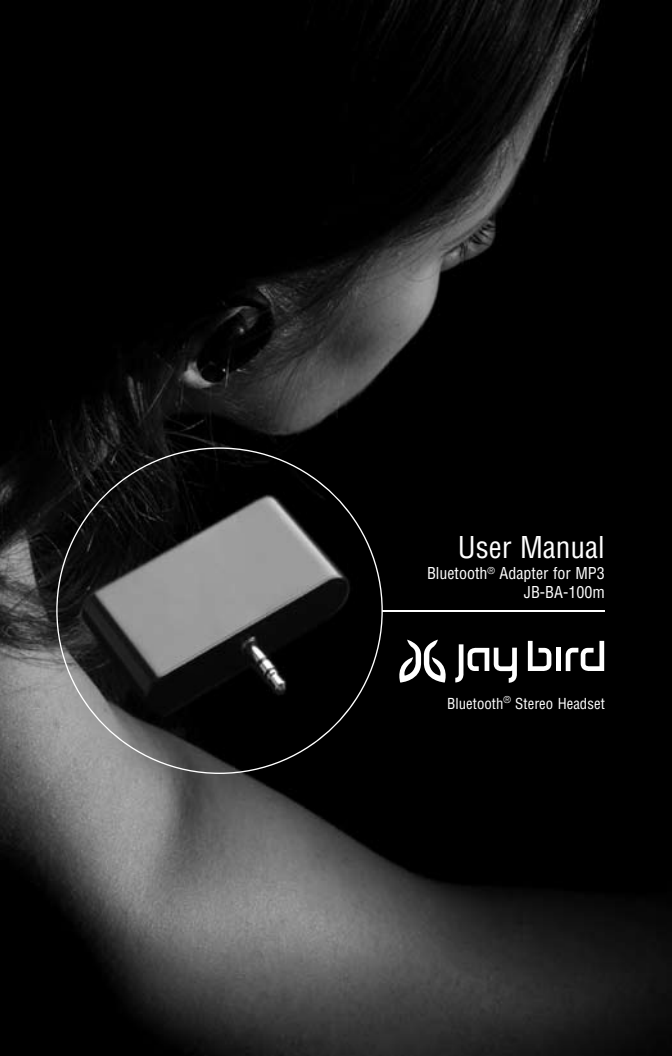 User Manual
Bluetooth® Adapter for MP3
JB-BA-100m
Jaybird
Bluetooth® Stereo Headset